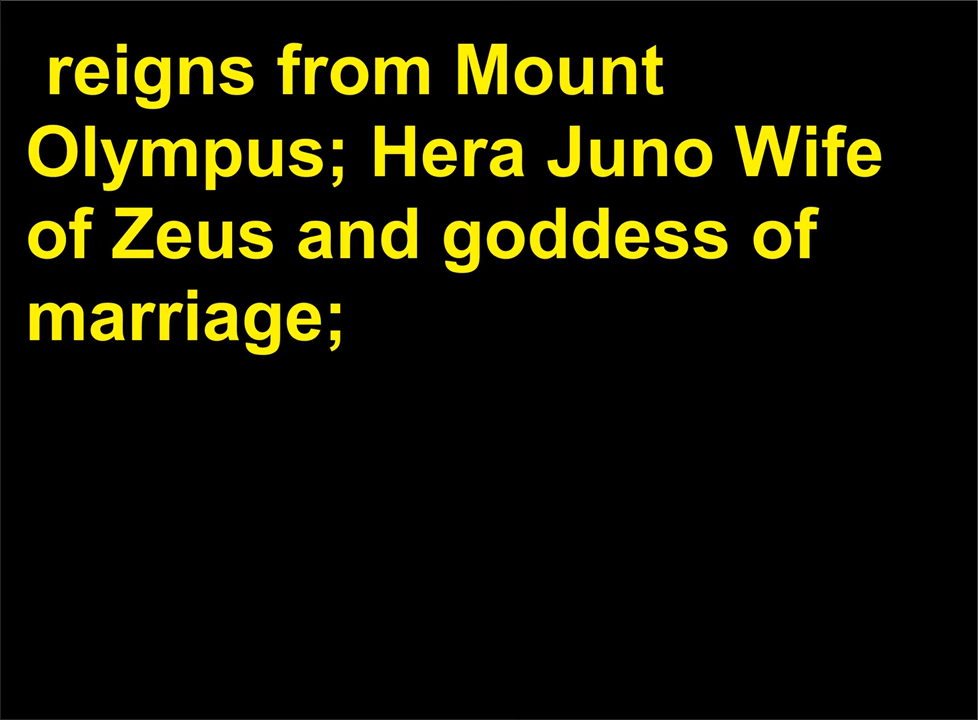 reigns from Mount
Olympus; Hera Juno Wife
of Zeus and goddess of
marriage;